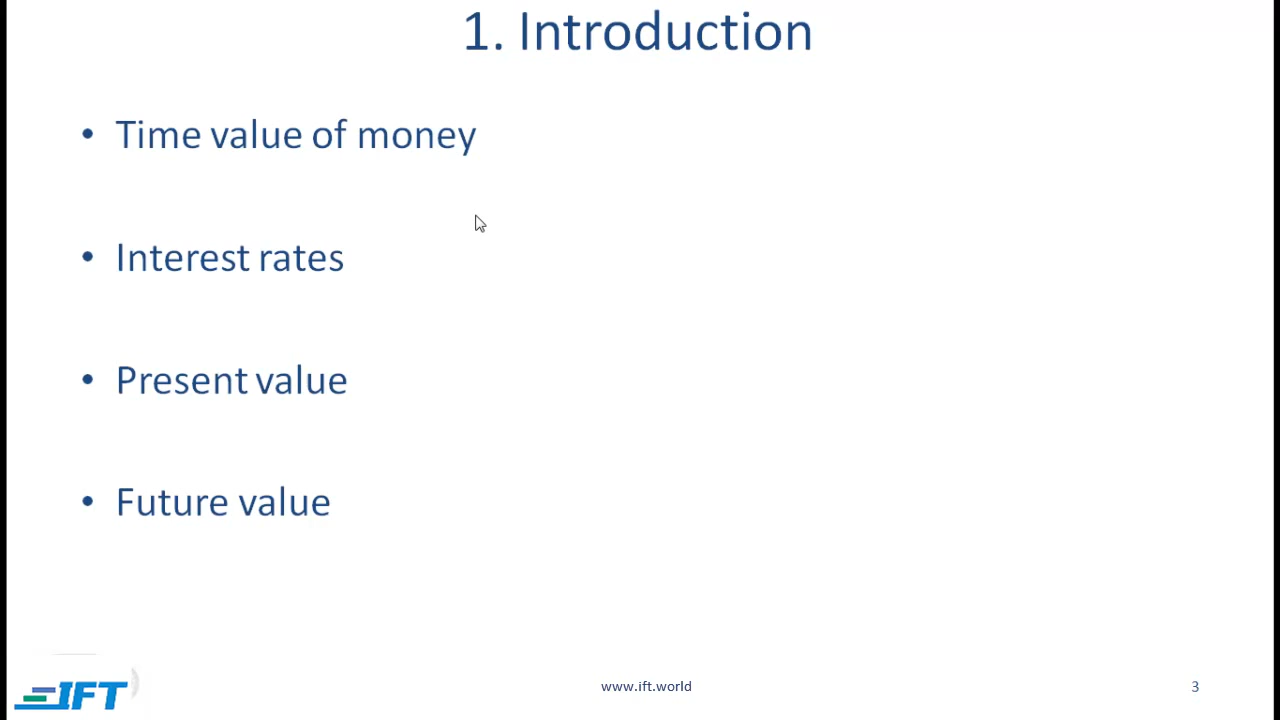 1. Introduction
• Time value of money
• Interest rates
• Present value
• Future value
IFT
www.ift.world
3